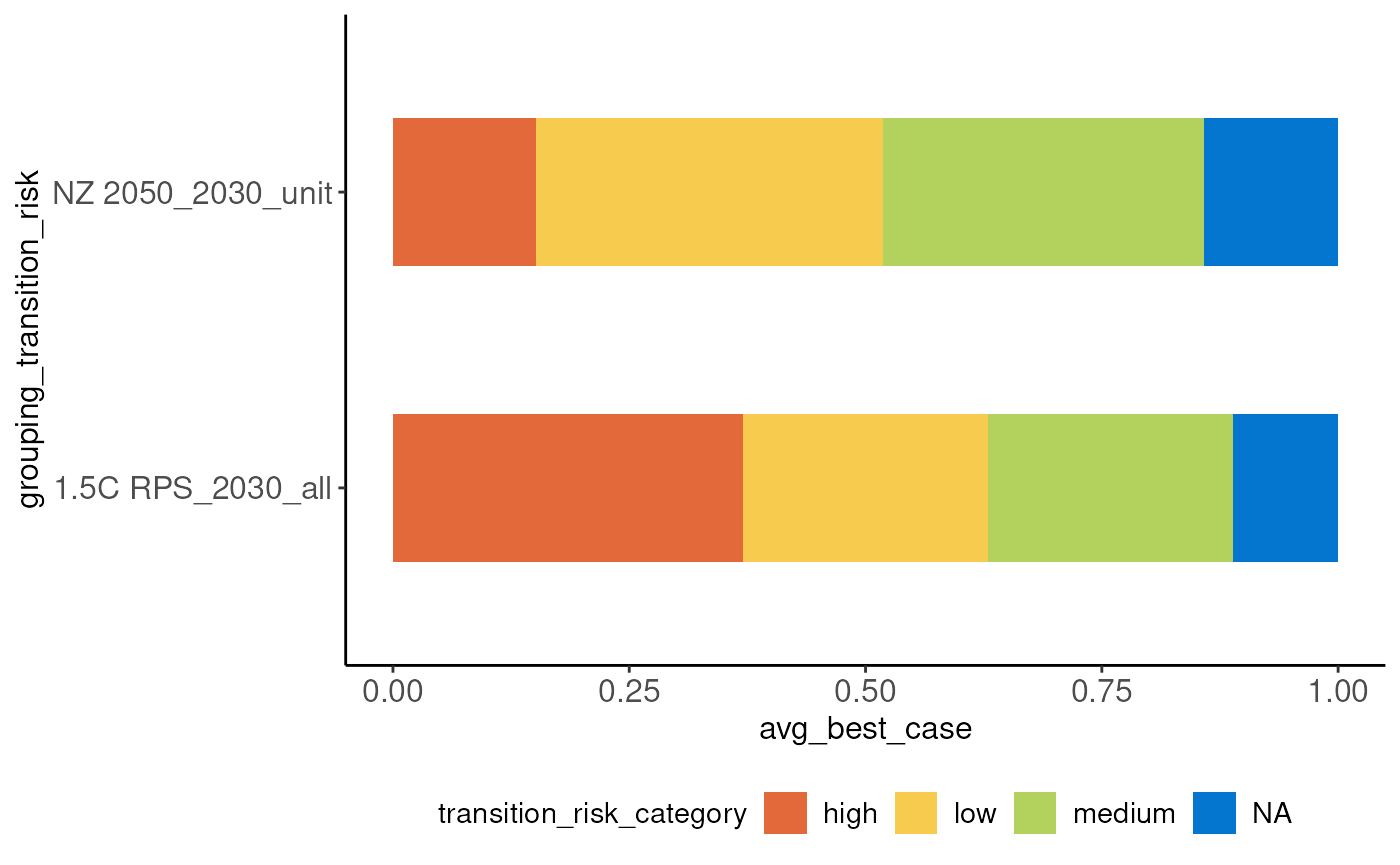 grouping_transition_risk
NZ 2050_2030_unit
1.5C RPS_2030_all
0.00 0.25 0.50 0.75 1.00
avg_best_case
transition_risk_category high low medium NA